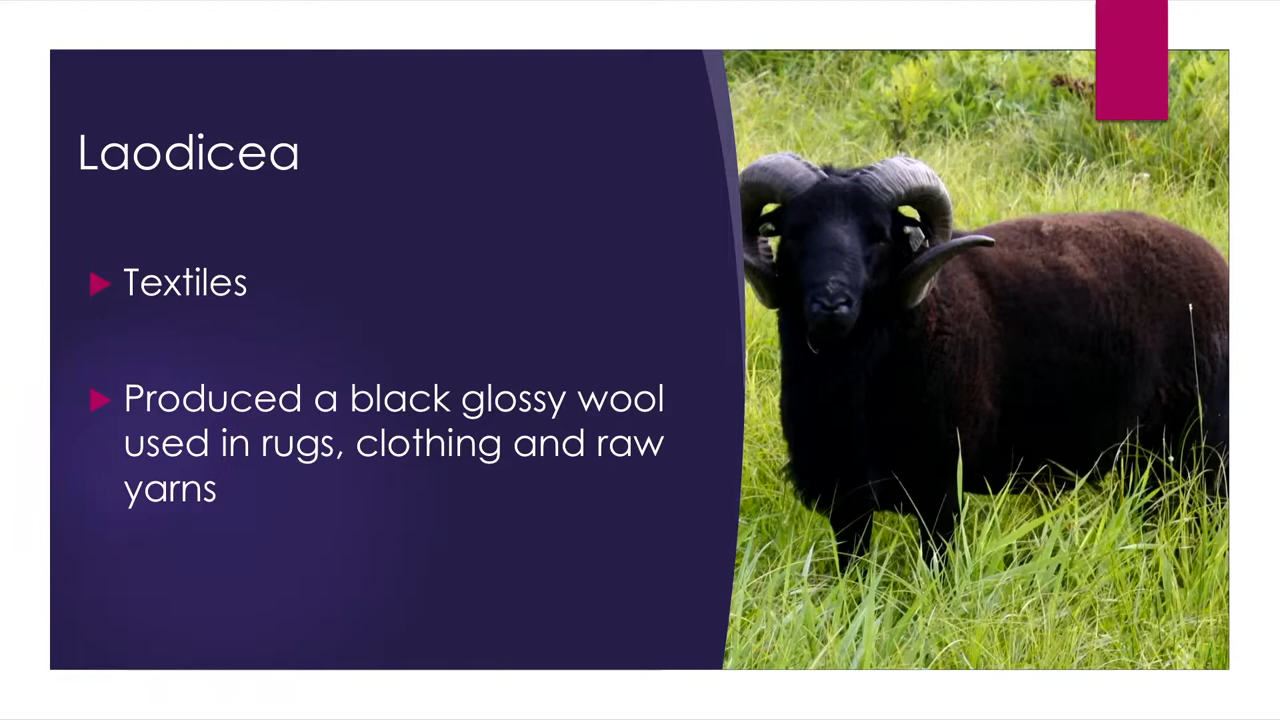 Laodicea
Textiles
Produced a black glossy wool
used in rugs, clothing and raw
yarns